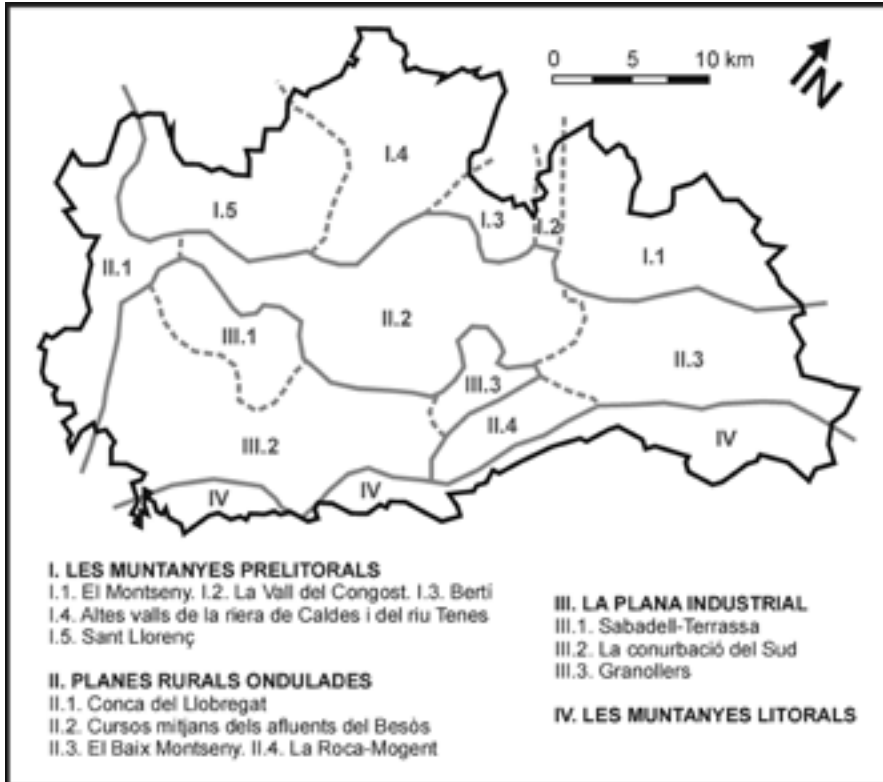 0 5 10 km
N
I.4
I.5
I.3
I.2
I.1
II.1
III.1
II.2
II.3
III.3
II.4
III.2
IV
IV
IV
I. LES MUNTANYES PRELITORALS
I.1. El Montseny. I.2. La Vall del Congost. I.3. Bertí
I.4. Altes valls de la riera de Caldes i del riu Tenes
I.5. Sant Llorenç
II. PLANES RURALS ONDULADES
II.1. Conca del Llobregat
II.2. Cursos mitjans dels afluents del Besòs
II.3. El Baix Montseny. II.4. La Roca-Mogent
III. LA PLANA INDUSTRIAL
III.1. Sabadell-Terrassa
III.2. La conurbació del Sud
III.3. Granollers
IV. LES MUNTANYES LITORALS